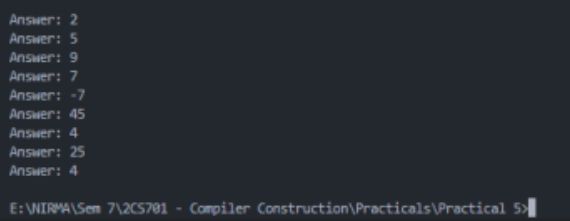 Answer: 2
Answer: 5
Answer: 9
Answer: 7
Answer: -7
Answer: 45
Answer: 4
Answer: 25
Answer: 4
E:\NIRMA\Sem 7\2CS701 - Compiler Construction\Practicals\Practical 5>